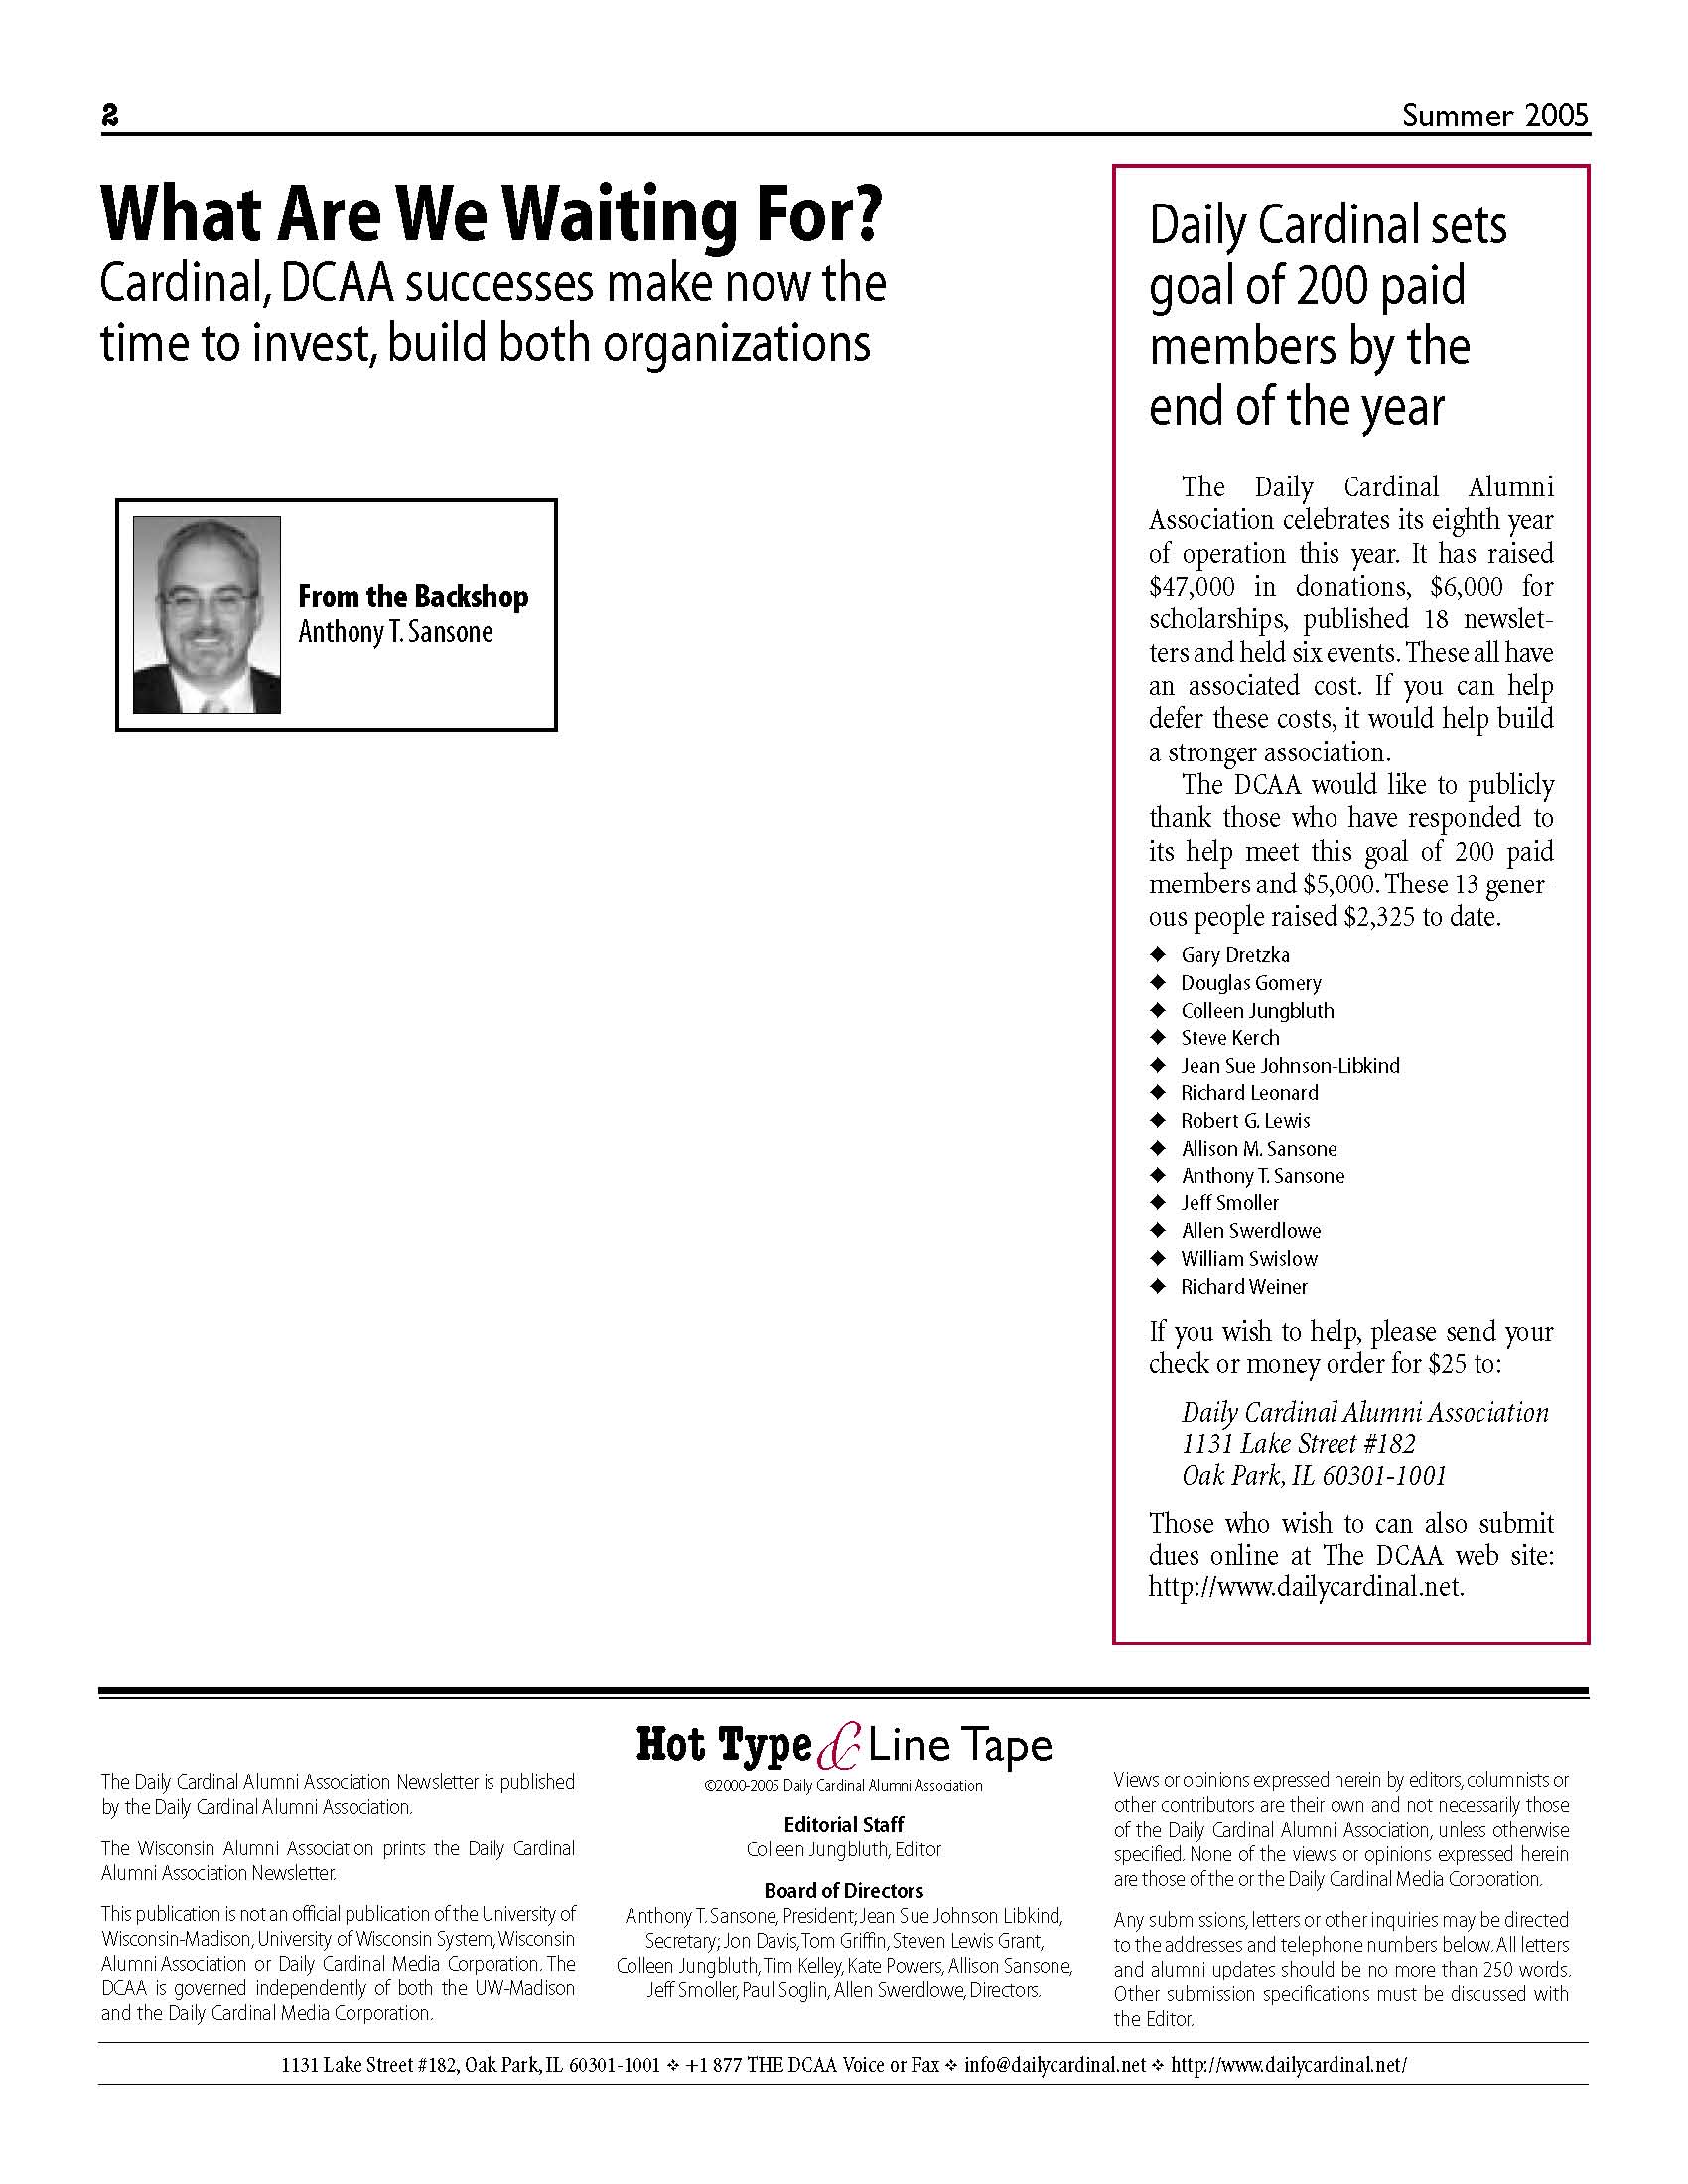 2
Summer 2005
What Are We Waiting For?
Cardinal, DCAA successes make now the
time to invest, build both organizations
From the Backshop
Anthony T. Sansone
Daily Cardinal sets
goal of 200 paid
members by the
end of the year
The Daily Cardinal Alumni
Association celebrates its eighth year
of operation this year. It has raised
$47,000 in donations, $6,000 for
scholarships, published 18 newslet-
ters and held six events. These all have
an associated cost. If you can help
defer these costs, it would help build
a stronger association.
The DCAA would like to publicly
thank those who have responded to
its help meet this goal of 200 paid
members and $5,000. These 13 gener-
ous people raised $2,325 to date.
◆ Gary Dretzka
◆ Douglas Gomery
◆ Colleen Jungbluth
◆ Steve Kerch
◆ Jean Sue Johnson-Libkind
◆ Richard Leonard
◆ Robert G. Lewis
◆ Allison M. Sansone
◆ Anthony T. Sansone
◆ Jeff Smoller
◆ Allen Swerdlowe
◆ William Swislow
◆ Richard Weiner
If you wish to help, please send your
check or money order for $25 to:
Daily Cardinal Alumni Association
1131 Lake Street #182
Oak Park, IL 60301-1001
Those who wish to can also submit
dues online at The DCAA web site:
http://www.dailycardinal.net.
The Daily Cardinal Alumni Association Newsletter is published
by the Daily Cardinal Alumni Association.
The Wisconsin Alumni Association prints the Daily Cardinal
Alumni Association Newsletter.
This publication is not an official publication of the University of
Wisconsin-Madison, University of Wisconsin System, Wisconsin
Alumni Association or Daily Cardinal Media Corporation. The
DCAA is governed independently of both the UW-Madison
and the Daily Cardinal Media Corporation.
Hot Type & Line Tape
©2000-2005 Daily Cardinal Alumni Association
Editorial Staff
Colleen Jungbluth, Editor
Board of Directors
Anthony T. Sansone, President; Jean Sue Johnson Libkind,
Secretary; Jon Davis, Tom Griffin, Steven Lewis Grant,
Colleen Jungbluth, Tim Kelley, Kate Powers, Allison Sansone,
Jeff Smoller, Paul Soglin, Allen Swerdlowe, Directors.
Views or opinions expressed herein by editors, columnists or
other contributors are their own and not necessarily those
of the Daily Cardinal Alumni Association, unless otherwise
specified. None of the views or opinions expressed herein
are those of the or the Daily Cardinal Media Corporation.
Any submissions, letters or other inquiries may be directed
to the addresses and telephone numbers below. All letters
and alumni updates should be no more than 250 words.
Other submission specifications must be discussed with
the Editor.
1131 Lake Street #182, Oak Park, IL 60301-1001 ❖ +1 877 THE DCAA Voice or Fax ❖ info@dailycardinal.net ❖ http://www.dailycardinal.net/